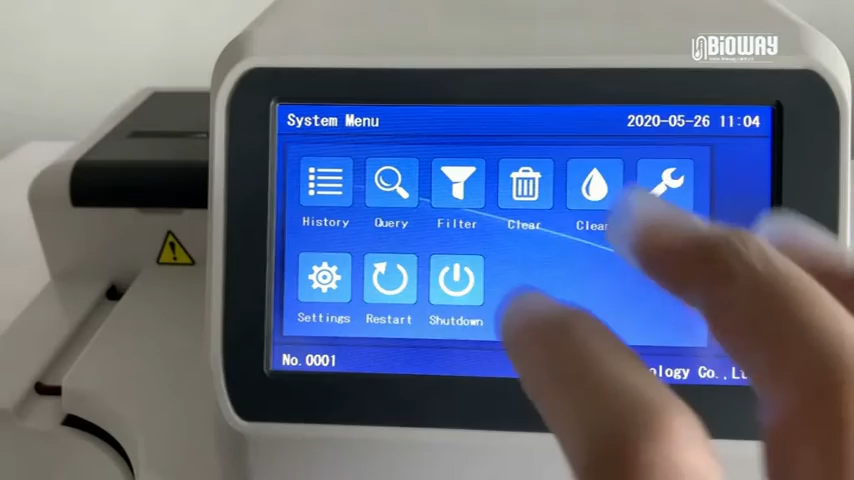 BIOWAY
System Menu 2020-05-26 11:04
History Query Filter Clear
Settings Restart Shutdown
No.0001